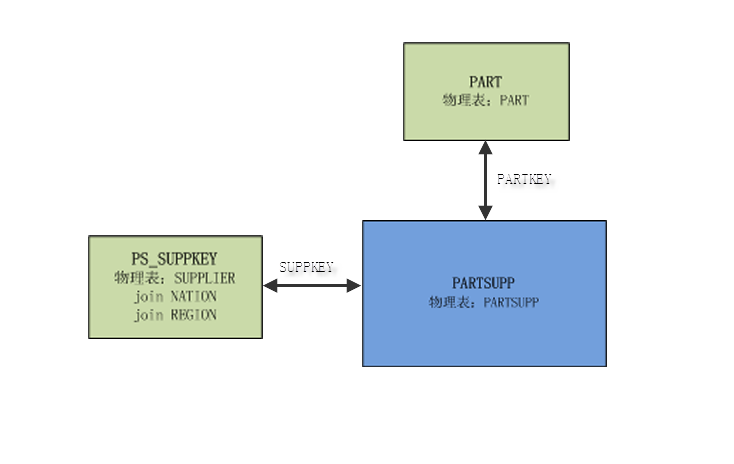 PART
物理表：PART
PARTKEY
PS_SUPPKEY
物理表：SUPPLIER
join NATION
join REGION
SUPPKEY
PARTSUPP
物理表：PARTSUPP